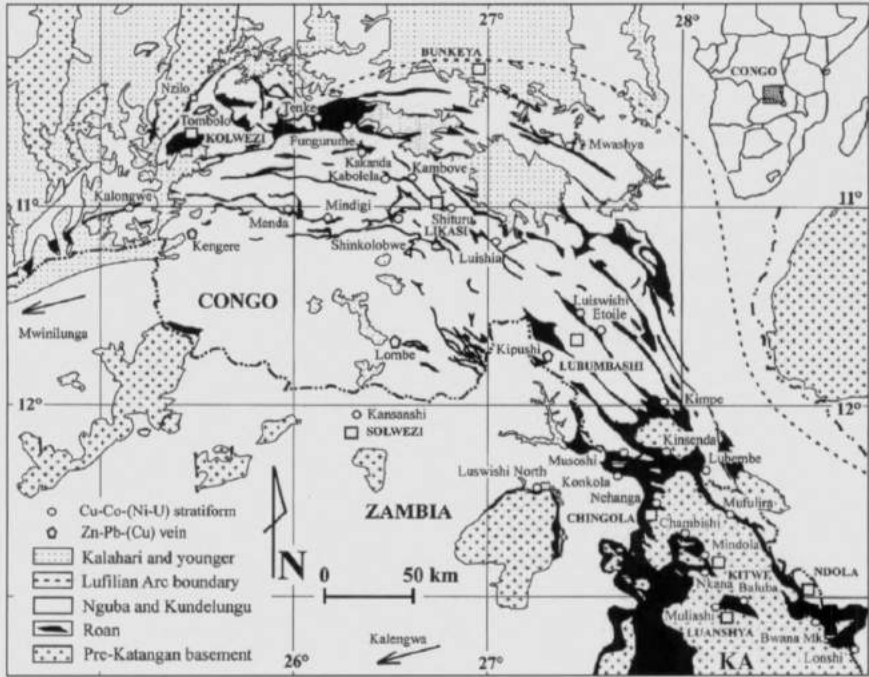 27°
28°
BUNKEYA
CONGO
Nzilo
Tombolo
Tenke
KOLWEZI
Fungurume
Mwashya
Kakanda
Kabolela
Kambove
11°
11°
Kalongwe
Menda
Mindigi
Shituru
LIKASI
Kengere
Shinkolobwe
Luishia
CONGO
Mwinilunga
Luiswishi
Etoile
Lombe
Kipushi
LUBUMBASHI
12°
12°
Kimpe
Kansanshi
SOLWEZI
Kinsenda
Musoshi
Lubembe
Luswishi North
Konkola
Nchanga
ZAMBIA
CHINGOLA
Mufulira
Chambishi
Mindola
NDOLA
Nkana
KITWE
Baluba
Muliashi
LUANSHYA
Bwana Mk.
Lonshi
KA
Cu-Co-(Ni-U) stratiform
Zn-Pb-(Cu) vein
Kalahari and younger
Lufilian Arc boundary
Nguba and Kundelungu
Roan
Pre-Katangan basement
N
0 50 km
Kalengwa
26°
27°
28°